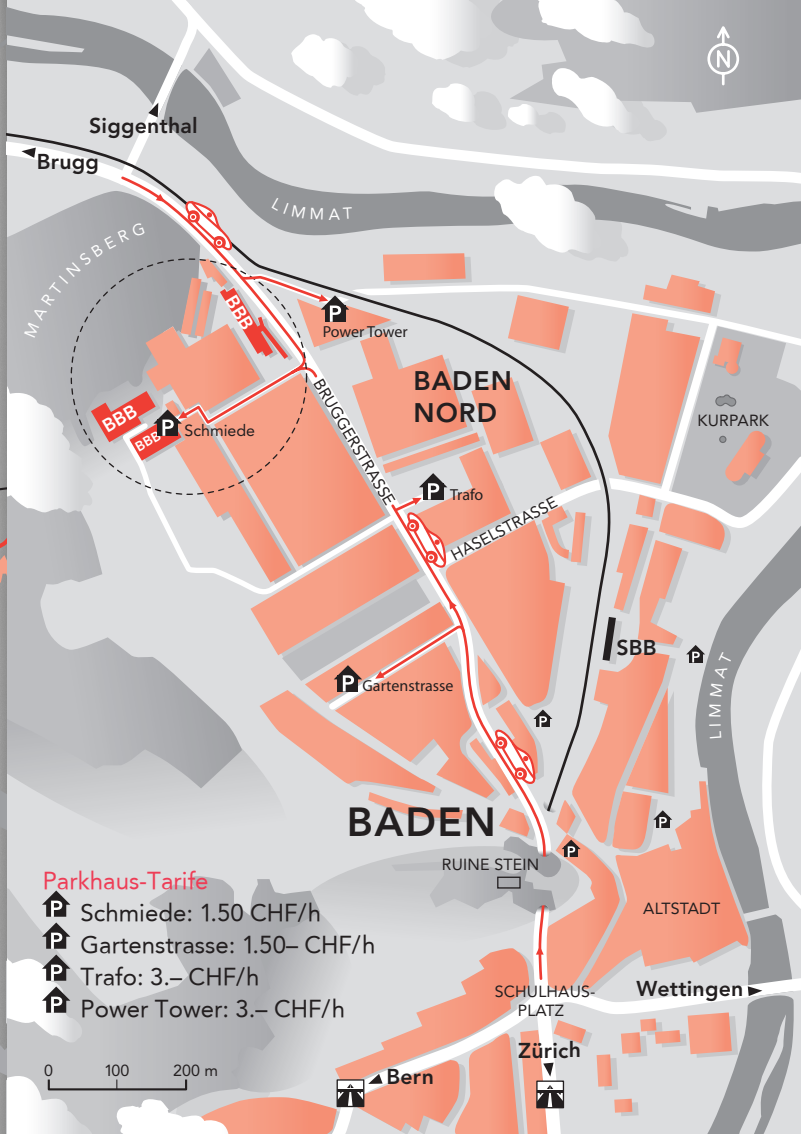 N
Siggenthal
Brugg
LIMMAT
MARTINSBERG
BBB
P
Power Tower
BADEN
NORD
KURPARK
BBB
BBB
P
Schmiede
BRUGGERSTRASSE
P
Trafo
HASELSTRASSE
SBB
P
LIMMAT
P
Gartenstrasse
P
BADEN
P
P
RUINE STEIN
ALTSTADT
Parkhaus-Tarife
P Schmiede: 1.50 CHF/h
P Gartenstrasse: 1.50– CHF/h
P Trafo: 3.– CHF/h
P Power Tower: 3.– CHF/h
SCHULHAUS-
PLATZ
Wettingen
Zürich
Bern
0 100 200 m